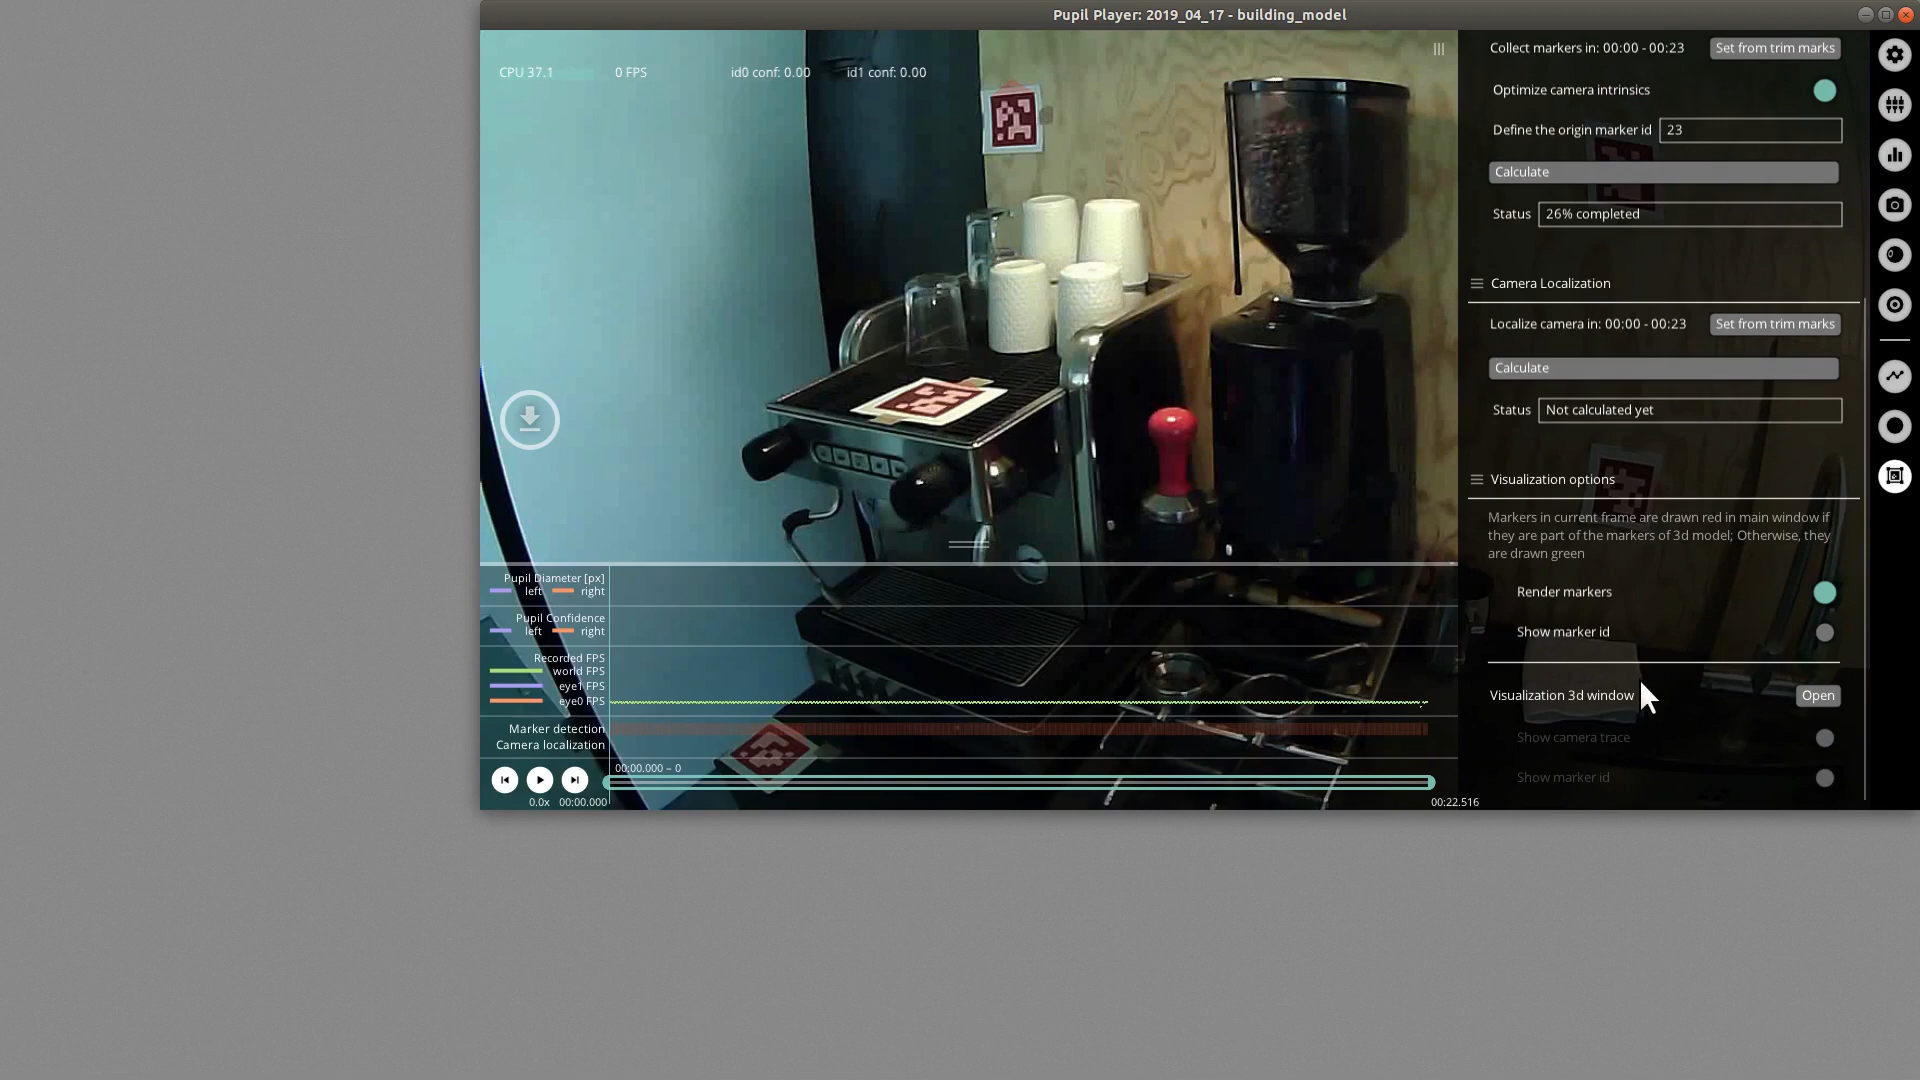 Pupil Player: 2019_04_17 - building_model
CPU 37.1 0 FPS id0 conf: 0.00 id1 conf: 0.00
Collect markers in: 00:00 - 00:23 Set from trim marks
Optimize camera intrinsics
Define the origin marker id 23
Calculate
Status 26% completed
Camera Localization
Localize camera in: 00:00 - 00:23 Set from trim marks
Calculate
Status Not calculated yet
Visualization options
Markers in current frame are drawn red in main window if
they are part of the markers of 3d model; Otherwise, they
are drawn green
Render markers
Show marker id
Visualization 3d window Open
Show camera trace
Show marker id
Pupil Diameter [px]
left right
Pupil Confidence
left right
Recorded FPS
world FPS
eye1 FPS
eye0 FPS
Marker detection
Camera localization
00:00.000 – 0
0.0x 00:00.000
00:22.516